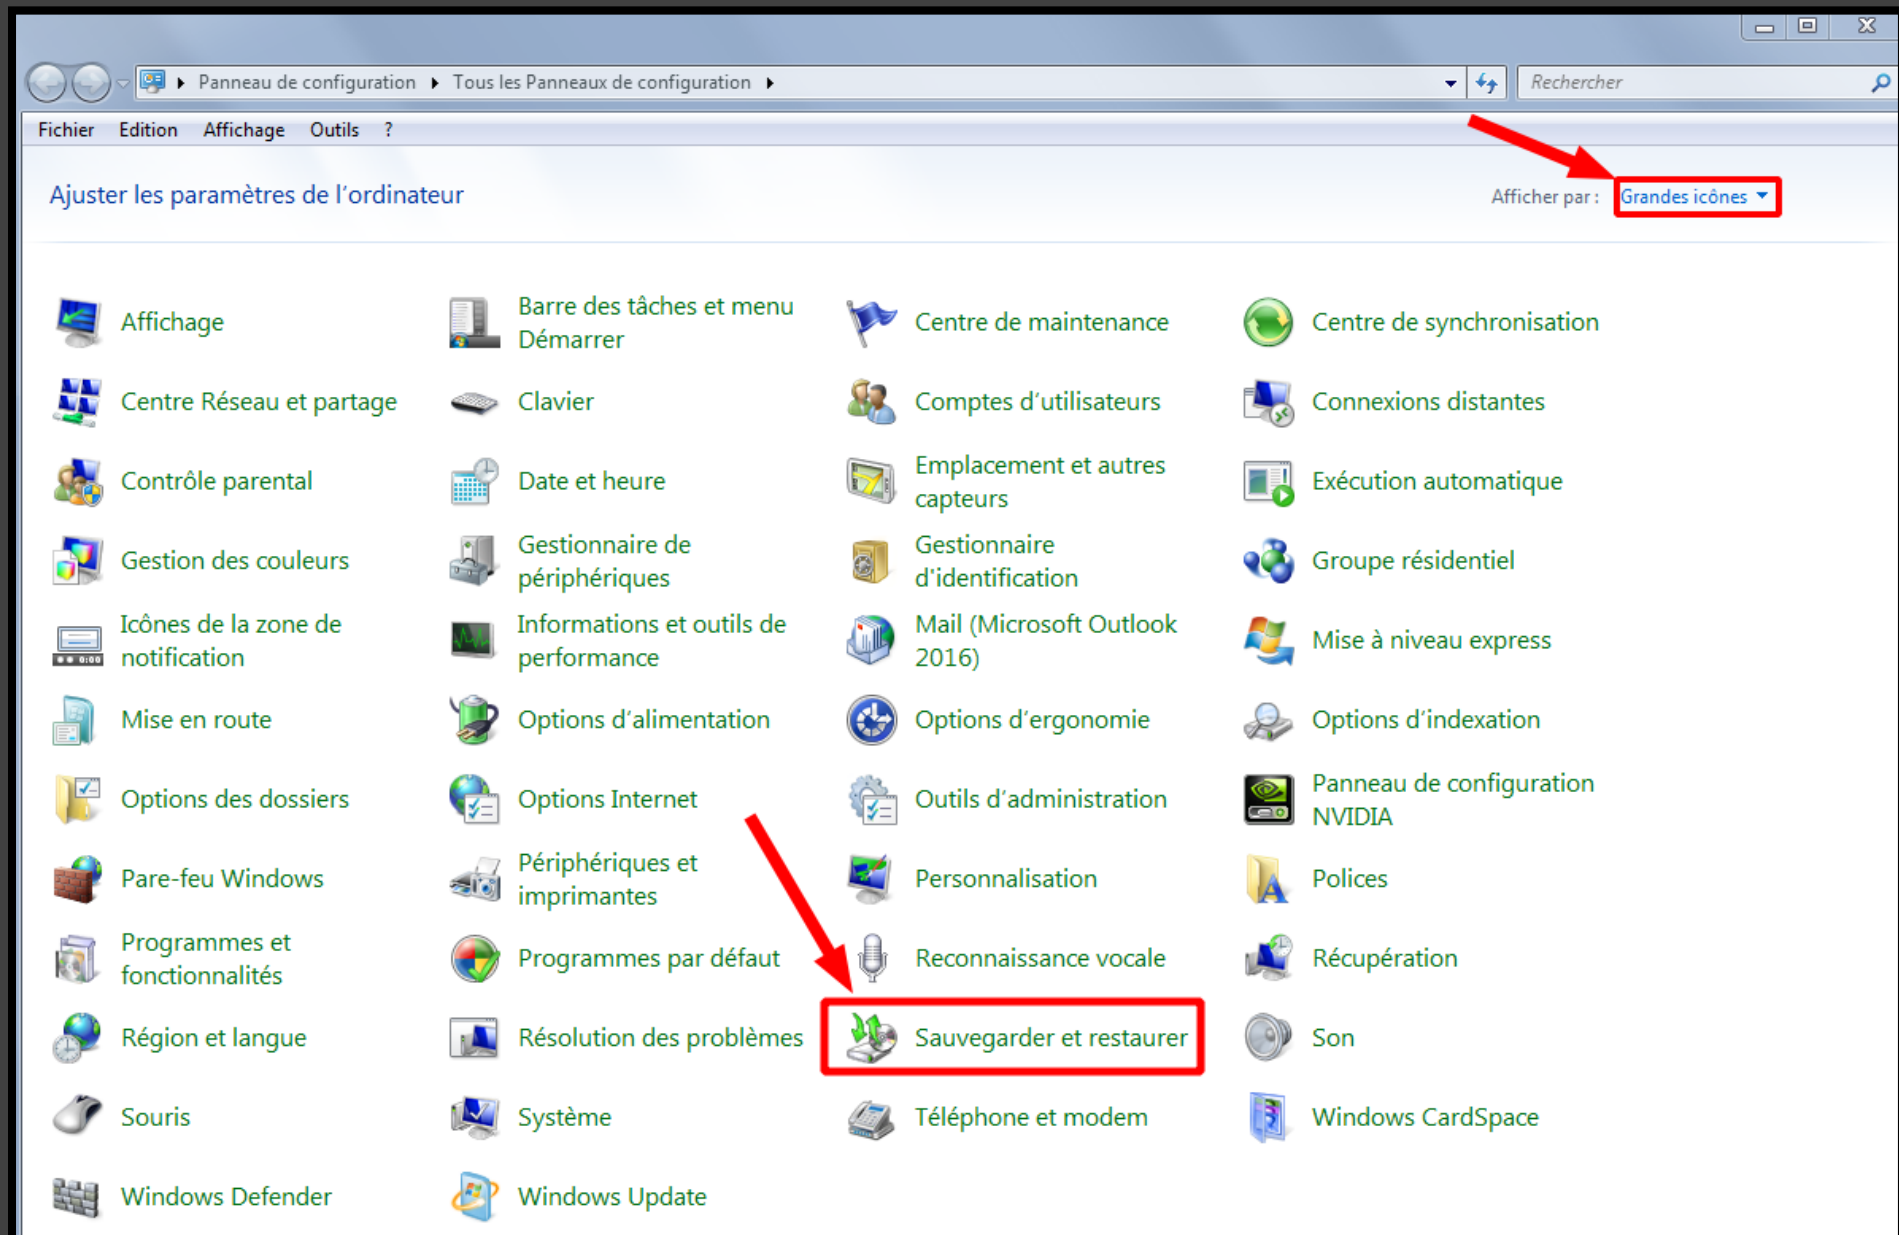 Panneau de configuration
Tous les Panneaux de configuration
Rechercher
Fichier Edition Affichage Outils ?
Ajuster les paramètres de l'ordinateur
Afficher par : Grandes icônes
Affichage
Barre des tâches et menu
Démarrer
Centre de maintenance
Centre de synchronisation
Centre Réseau et partage
Clavier
Comptes d'utilisateurs
Connexions distantes
Contrôle parental
Date et heure
Emplacement et autres
capteurs
Exécution automatique
Gestion des couleurs
Gestionnaire de
périphériques
Gestionnaire
d'identification
Groupe résidentiel
Icônes de la zone de
notification
Informations et outils de
performance
Mail (Microsoft Outlook
2016)
Mise à niveau express
Mise en route
Options d'alimentation
Options d'ergonomie
Options d'indexation
Options des dossiers
Options Internet
Outils d'administration
Panneau de configuration
NVIDIA
Pare-feu Windows
Périphériques et
imprimantes
Personnalisation
Polices
Programmes et
fonctionnalités
Programmes par défaut
Reconnaissance vocale
Récupération
Région et langue
Résolution des problèmes
Sauvegarder et restaurer
Son
Souris
Système
Téléphone et modem
Windows CardSpace
Windows Defender
Windows Update